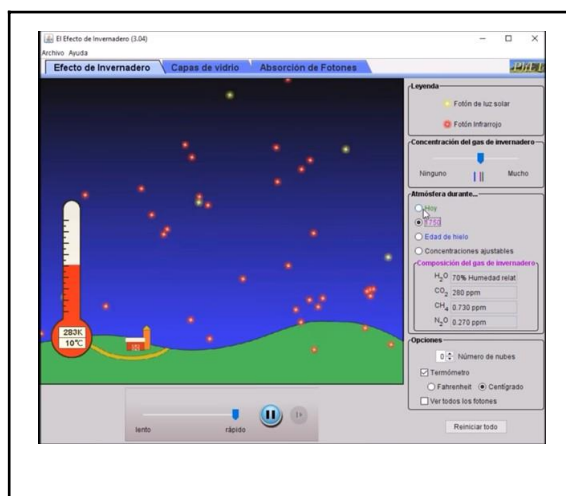 El Efecto de Invernadero (3.04)
Archivo Ayuda
Efecto de Invernadero Capas de vidrio Absorción de Fotones
Leyenda
Fotón de luz solar
Fotón Infrarrojo
Concentración del gas de invernadero
Ninguno Mucho
Atmósfera durante...
Hoy
1750
Edad de hielo
Concentraciones ajustables
Composición del gas de invernadero
H2O 70% Humedad relat
CO2 280 ppm
CH4 0.730 ppm
N2O 0.270 ppm
Opciones
0 Número de nubes
Termómetro
Fahrenheit Centígrado
Ver todos los fotones
Reiniciar todo
283K
10°C
lento rápido